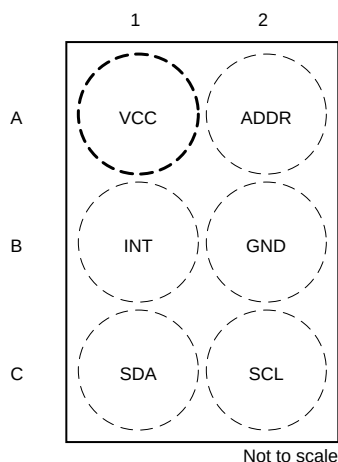 1 2
A VCC ADDR
B INT GND
C SDA SCL
Not to scale